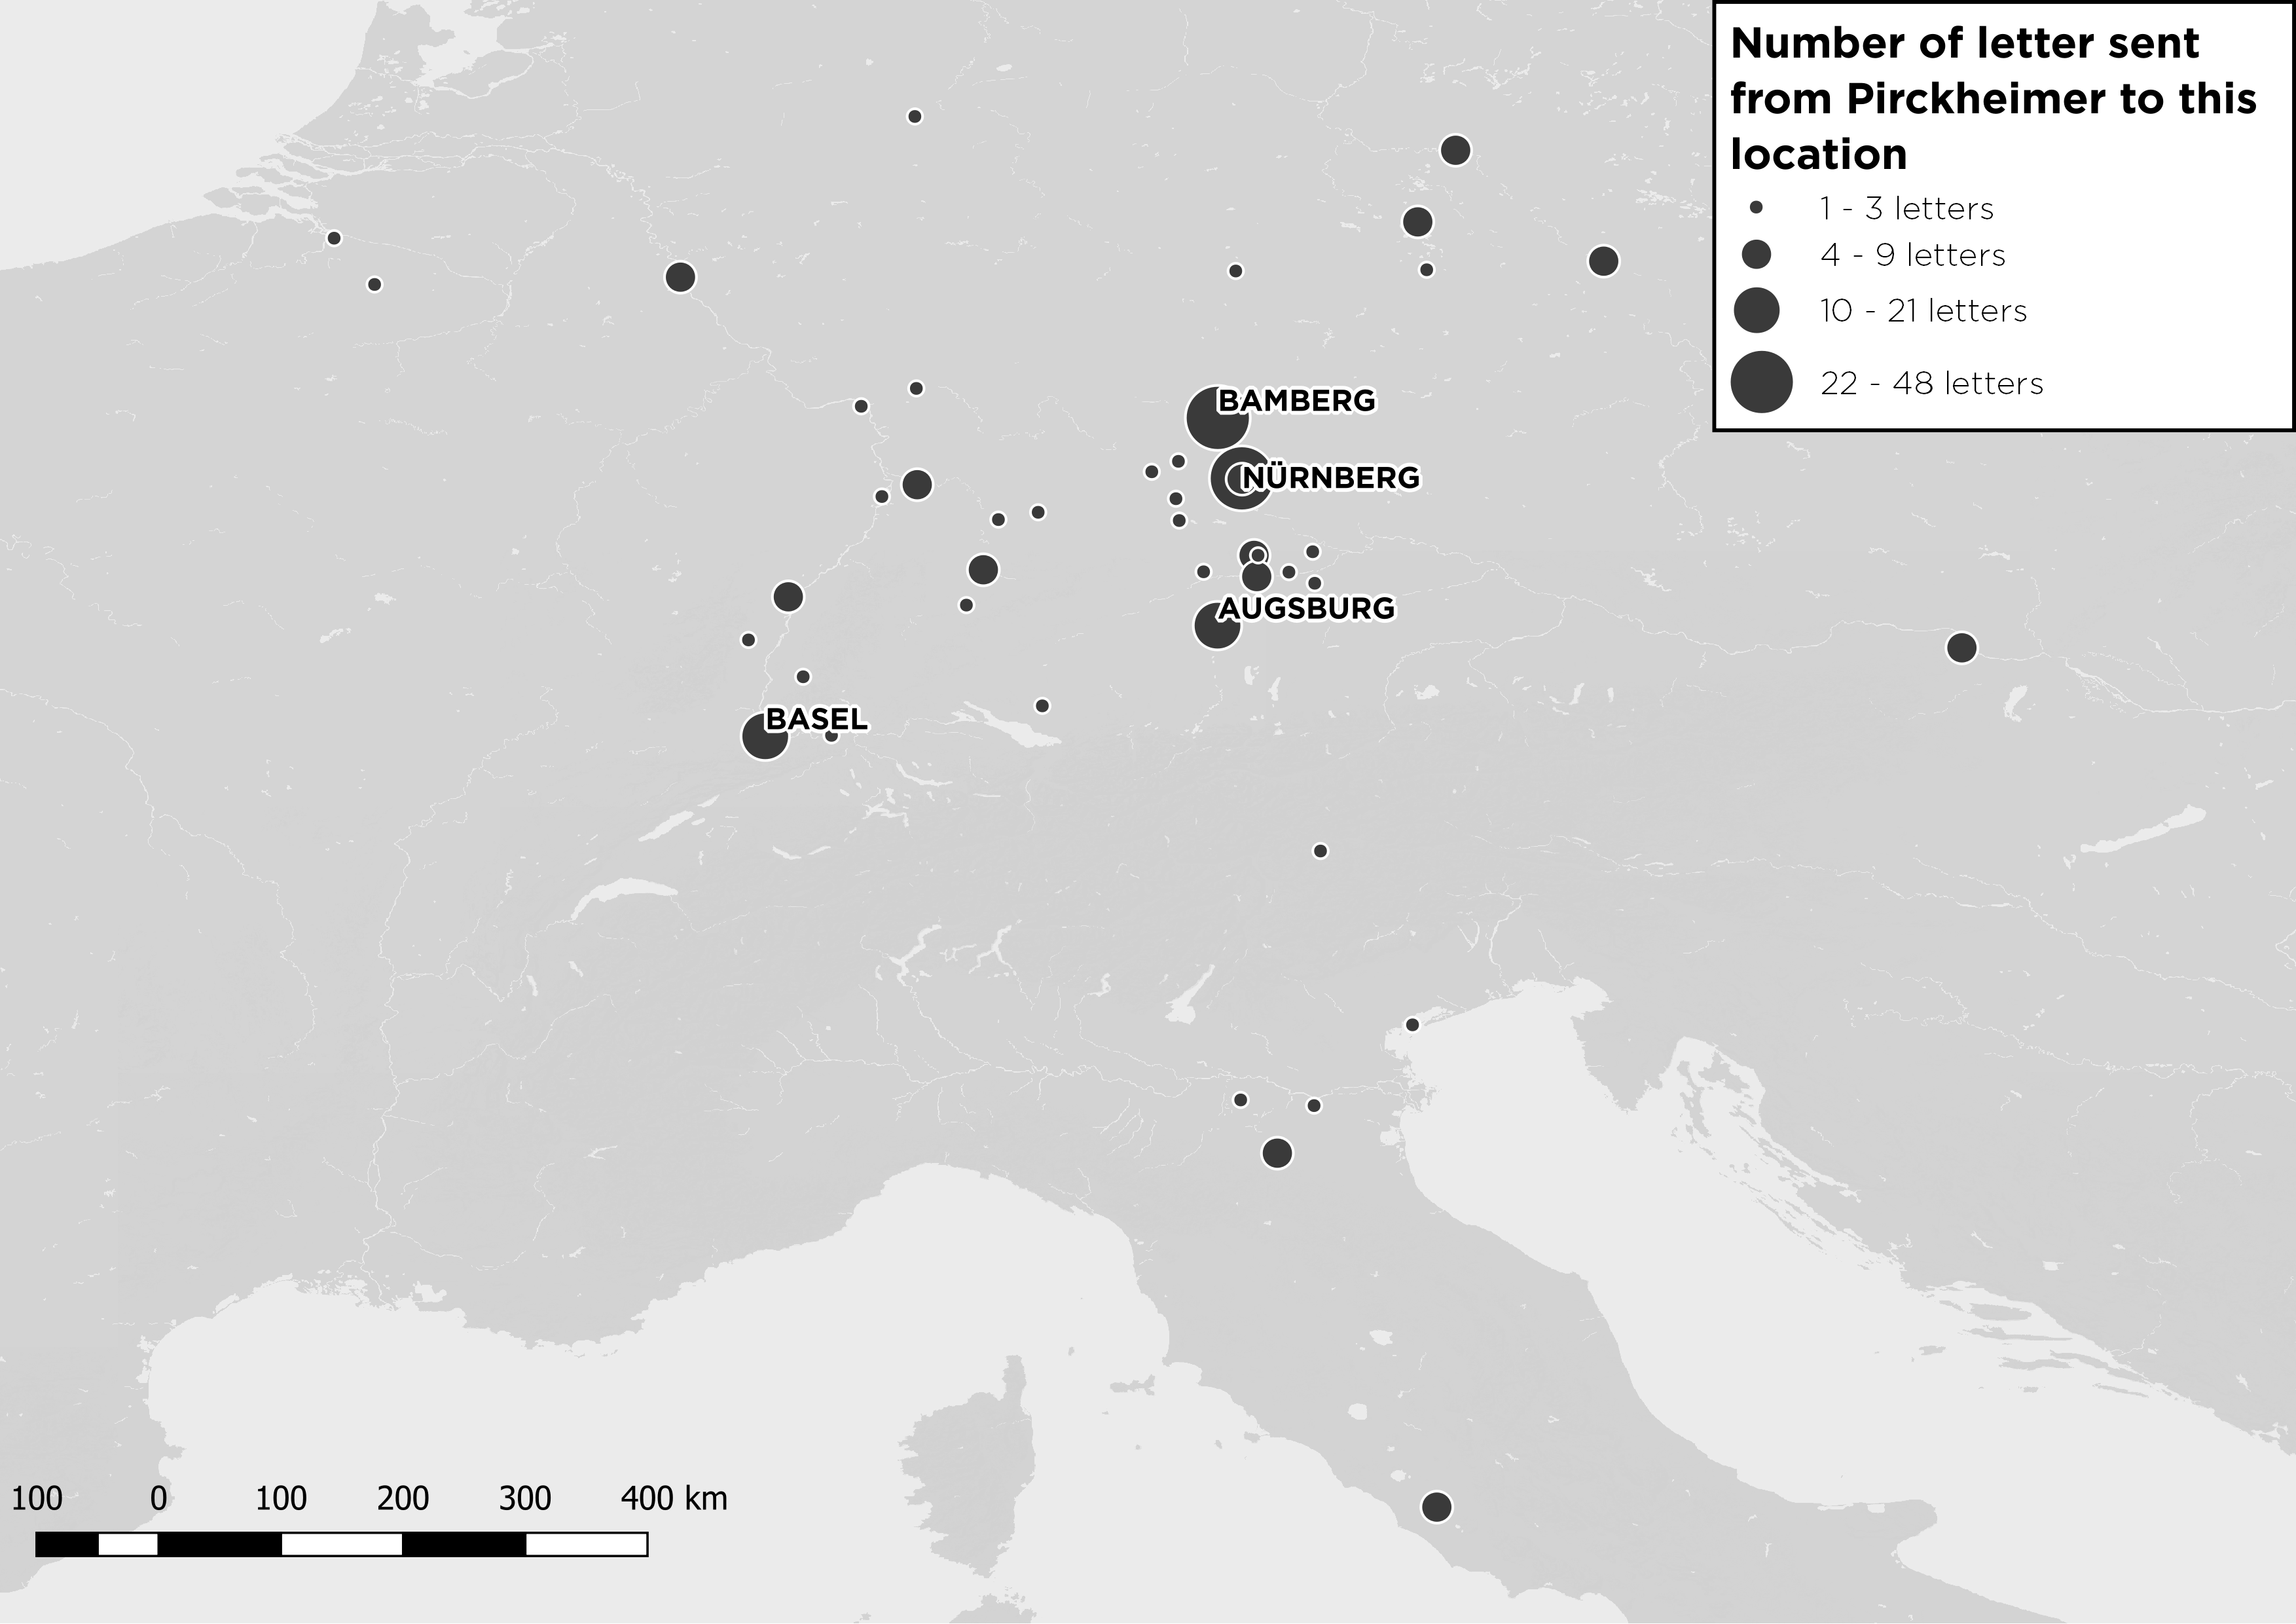 Number of letter sent
from Pirckheimer to this
location
1 - 3 letters
4 - 9 letters
10 - 21 letters
22 - 48 letters
BAMBERG
NÜRNBERG
AUGSBURG
BASEL
100 0 100 200 300 400 km